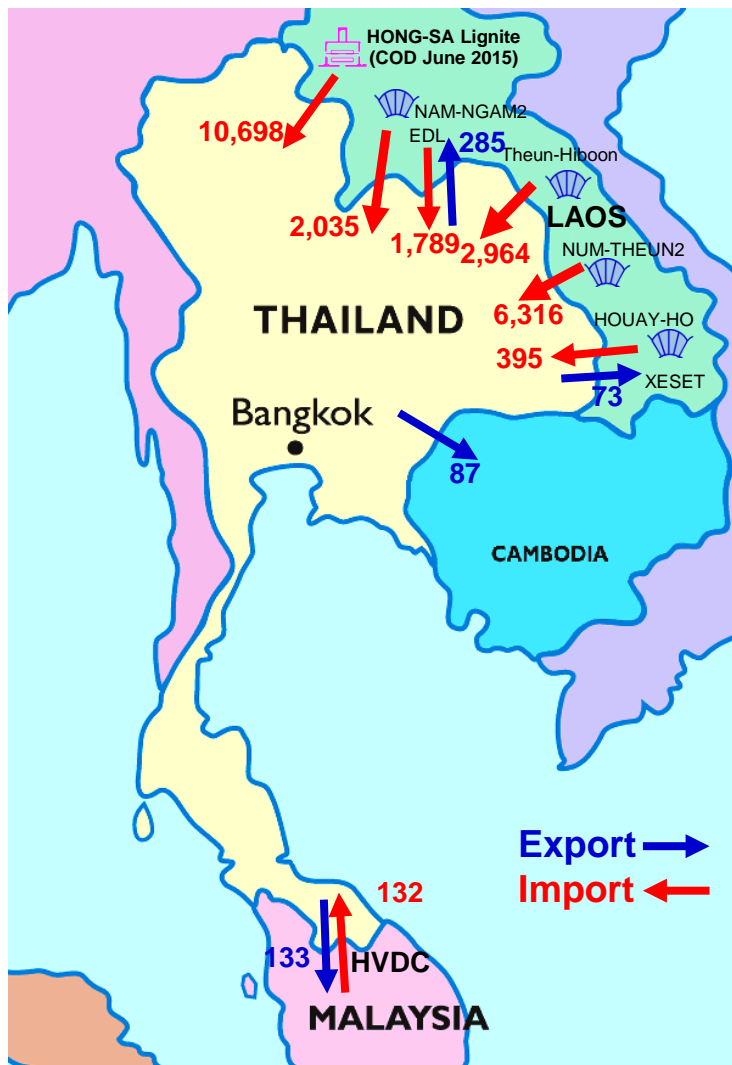 HONG-SA Lignite
(COD June 2015)
10,698
NAM-NGAM2
EDL
285
Theun-Hiboon
2,035
1,789
2,964
LAOS
NUM-THEUN2
6,316
THAILAND
HOUAY-HO
395
XESET
73
Bangkok
87
CAMBODIA
Export
Import
132
133
HVDC
MALAYSIA